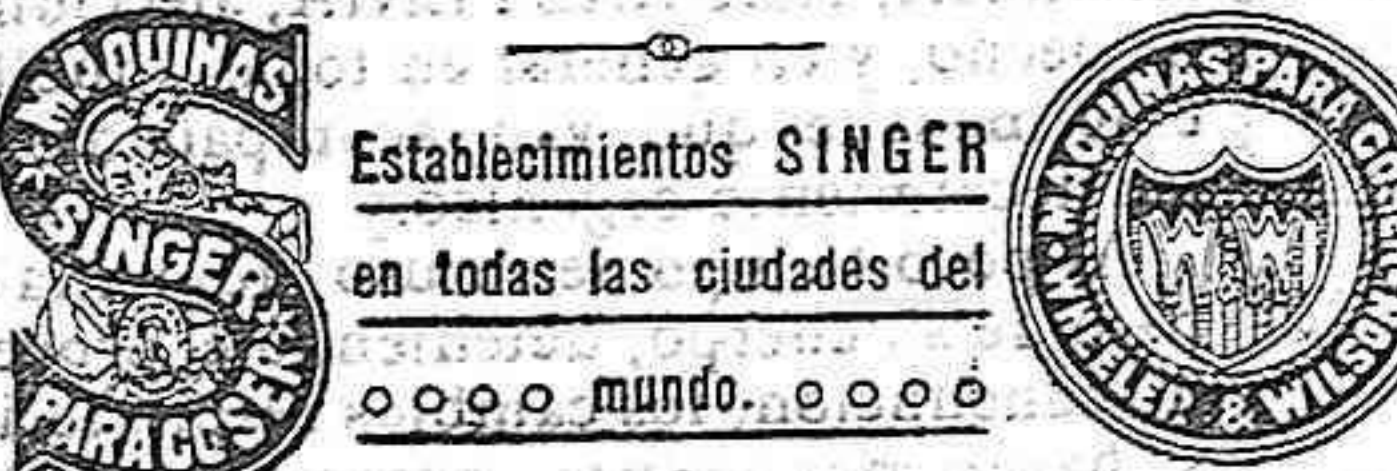 MAQUINAS
SINGER
PARA COSER
Establecimientos SINGER
en todas las ciudades del
o o o o mundo. o o o o
MAQUINAS PARA
WHEELER & WILSON
W W